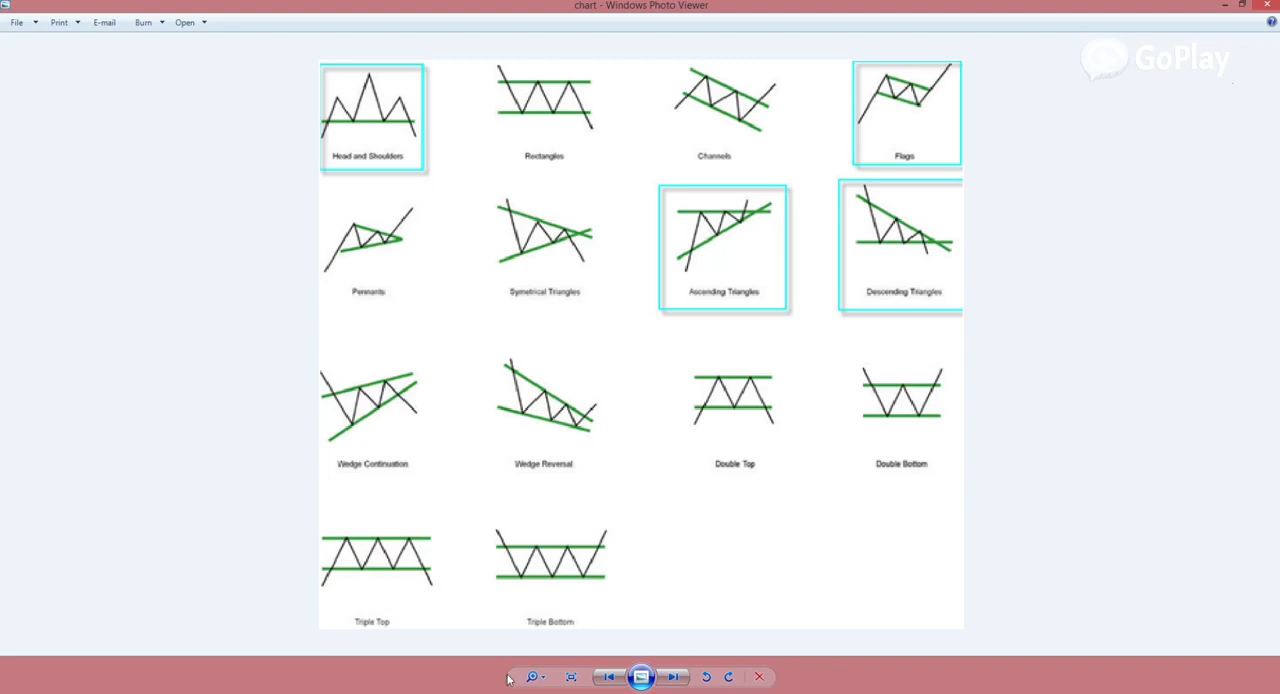 chart - Windows Photo Viewer
File Print E-mail Burn Open
GoPlay
Head and Shoulders
Rectangles
Channels
Flags
Pennants
Symetrical Triangles
Ascending Triangles
Descending Triangles
Wedge Continuation
Wedge Reversal
Double Top
Double Bottom
Triple Top
Triple Bottom